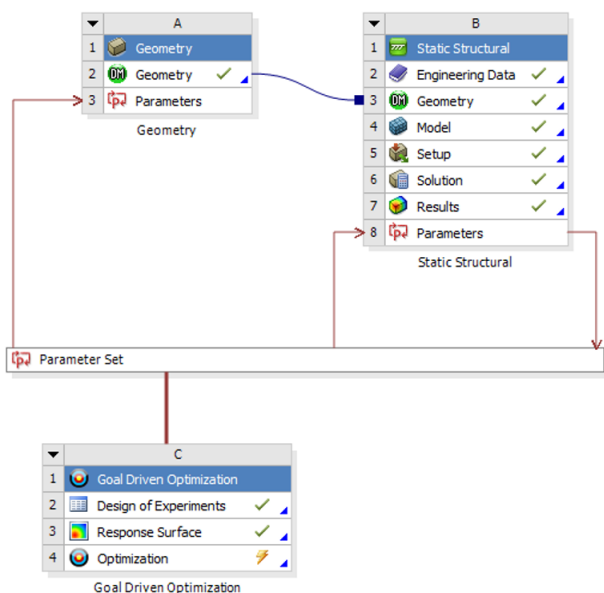 A
1 Geometry
2 DM Geometry
3 Parameters
Geometry
B
1 Static Structural
2 Engineering Data
3 DM Geometry
4 Model
5 Setup
6 Solution
7 Results
8 Parameters
Static Structural
Parameter Set
C
1 Goal Driven Optimization
2 Design of Experiments
3 Response Surface
4 Optimization
Goal Driven Optimization